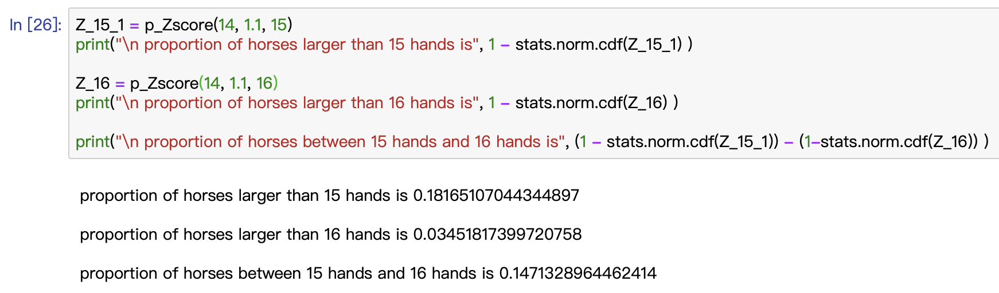 In [26]:
Z_15_1 = p_Zscore(14, 1.1, 15)
print("\n proportion of horses larger than 15 hands is", 1 - stats.norm.cdf(Z_15_1) )
Z_16 = p_Zscore(14, 1.1, 16)
print("\n proportion of horses larger than 16 hands is", 1 - stats.norm.cdf(Z_16) )
print("\n proportion of horses between 15 hands and 16 hands is", (1 - stats.norm.cdf(Z_15_1)) - (1-stats.norm.cdf(Z_16)) )
proportion of horses larger than 15 hands is 0.18165107044344897
proportion of horses larger than 16 hands is 0.03451817399720758
proportion of horses between 15 hands and 16 hands is 0.1471328964462414